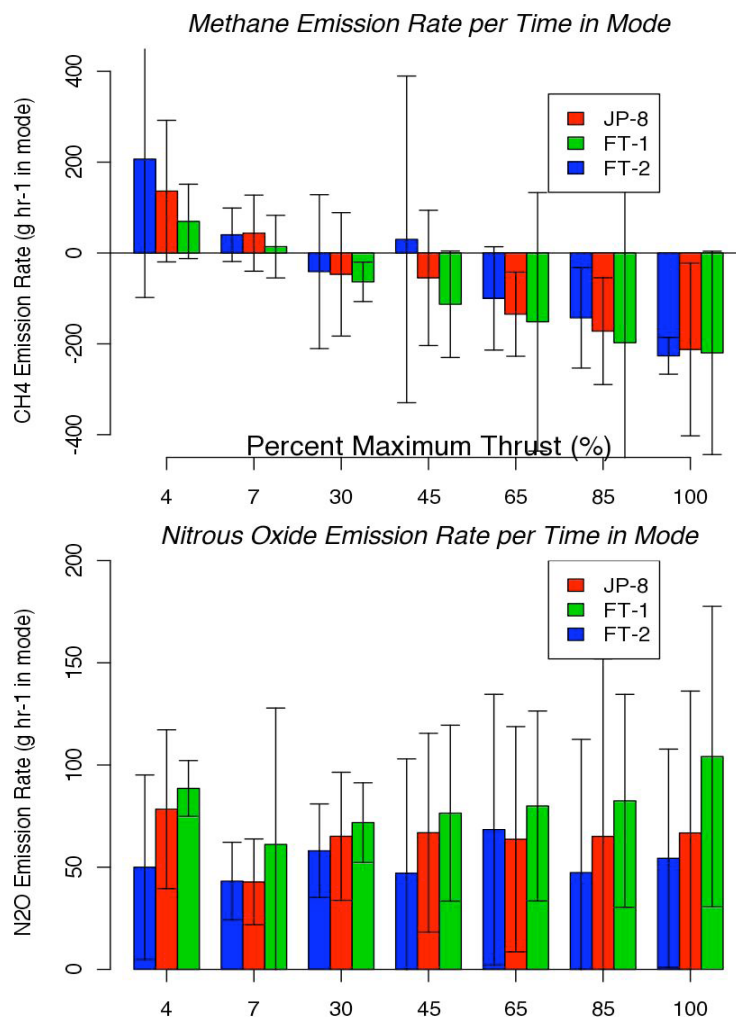 Methane Emission Rate per Time in Mode
CH4 Emission Rate (g hr-1 in mode)
400
200
0
-200
-400
JP-8
FT-1
FT-2
Percent Maximum Thrust (%)
4 7 30 45 65 85 100
Nitrous Oxide Emission Rate per Time in Mode
N2O Emission Rate (g hr-1 in mode)
200
150
100
50
0
JP-8
FT-1
FT-2
4 7 30 45 65 85 100